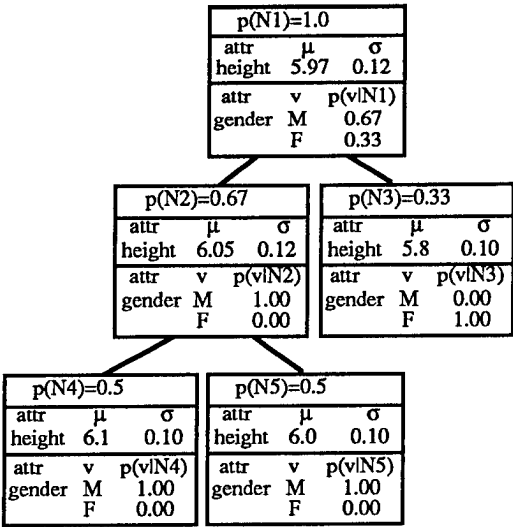 p(N1)=1.0
attr μ σ
height 5.97 0.12
attr v p(v|N1)
gender M 0.67
F 0.33
p(N2)=0.67
attr μ σ
height 6.05 0.12
attr v p(v|N2)
gender M 1.00
F 0.00
p(N3)=0.33
attr μ σ
height 5.8 0.10
attr v p(v|N3)
gender M 0.00
F 1.00
p(N4)=0.5
attr μ σ
height 6.1 0.10
attr v p(v|N4)
gender M 1.00
F 0.00
p(N5)=0.5
attr μ σ
height 6.0 0.10
attr v p(v|N5)
gender M 1.00
F 0.00